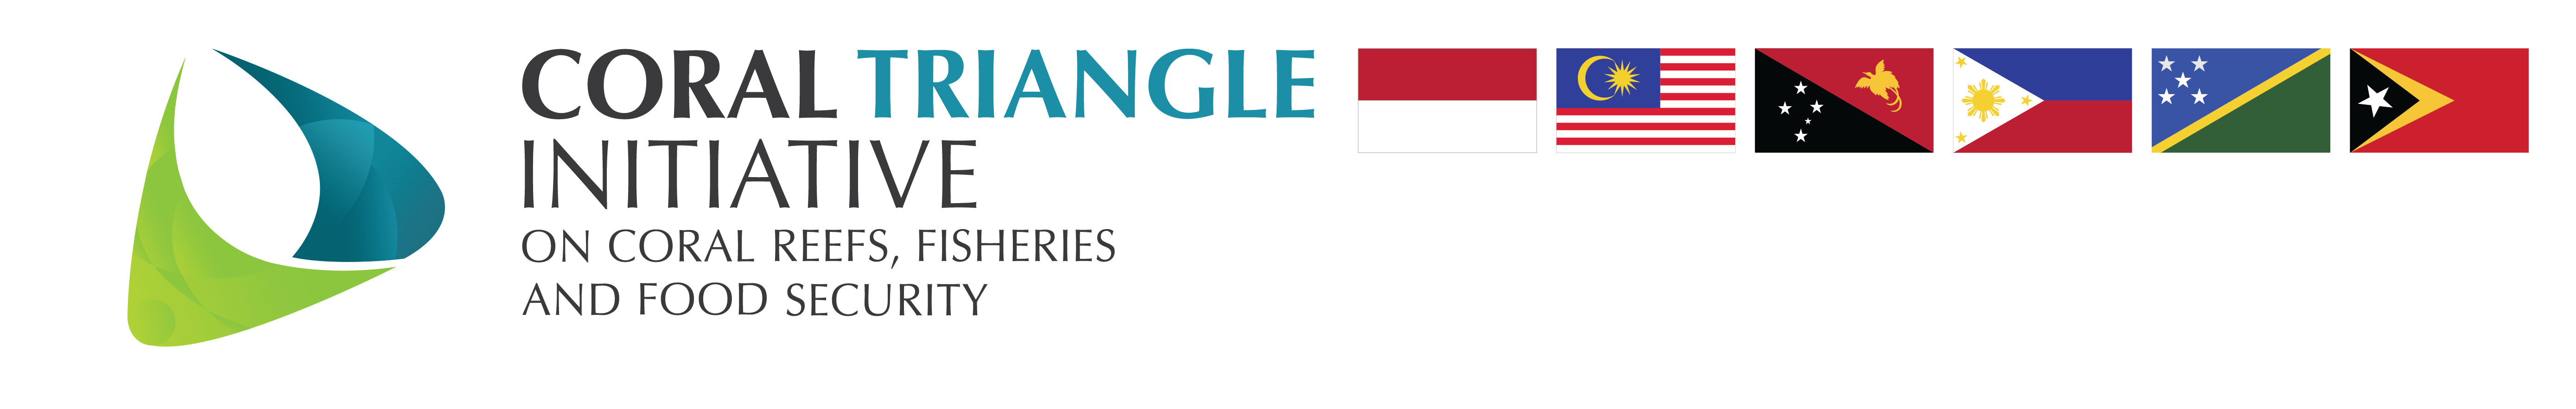 CORAL TRIANGLE
INITIATIVE
ON CORAL REEFS, FISHERIES
AND FOOD SECURITY